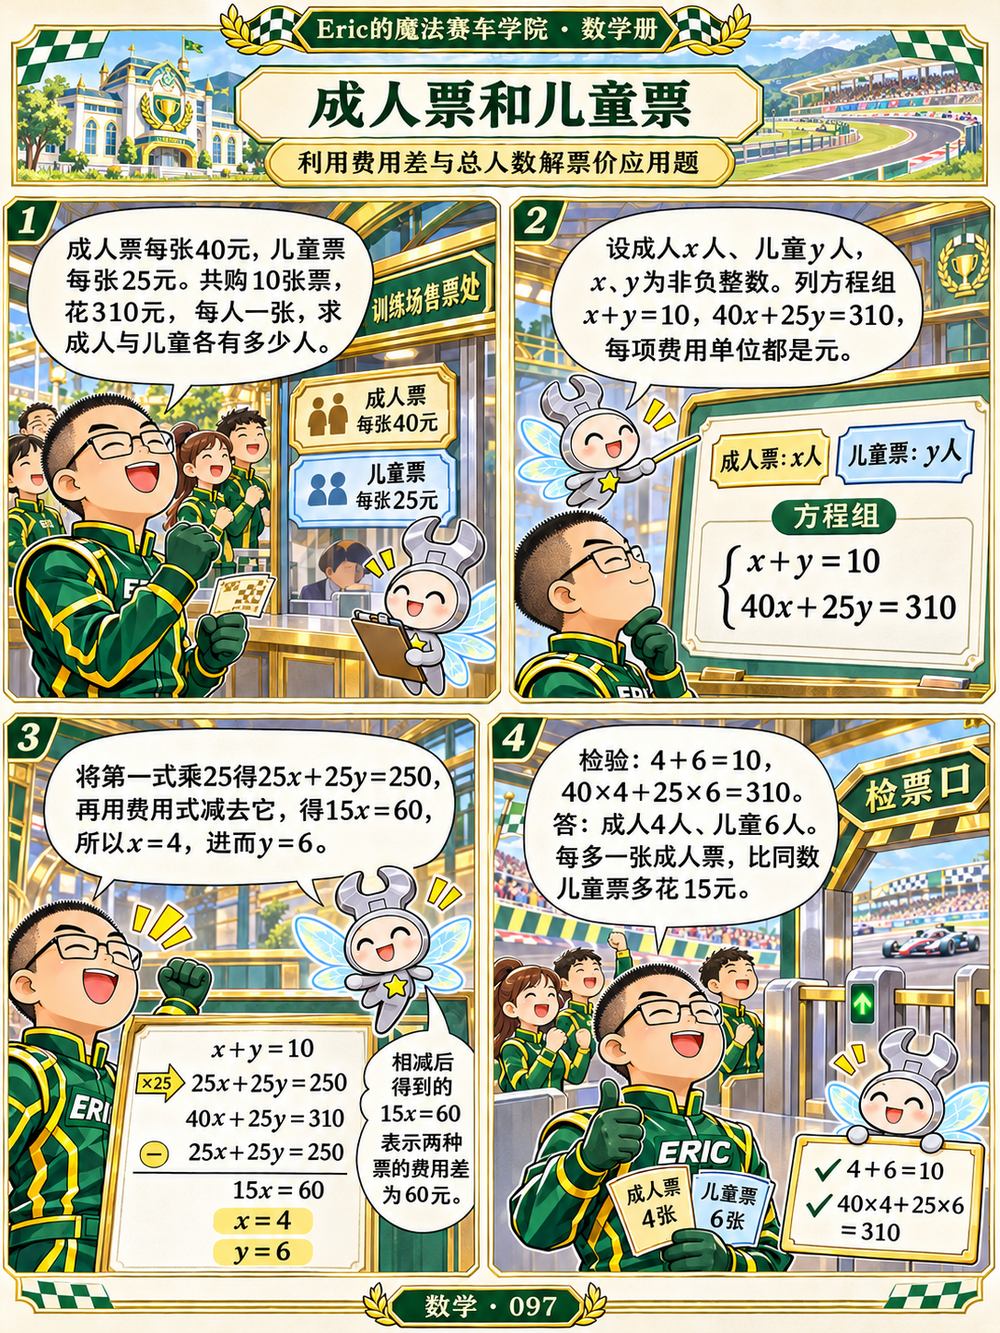 Eric的魔法赛车学院 · 数学册
成人票和儿童票
利用费用差与总人数解票价应用题
1
成人票每张40元，儿童票
每张25元。共购10张票，
花310元，每人一张，求
成人与儿童各有多少人。
训练场售票处
成人票
每张40元
儿童票
每张25元
2
设成人x人、儿童y人，
x、y为非负整数。列方程组
x+y=10，40x+25y=310，
每项费用单位都是元。
成人票：x人
儿童票：y人
方程组
x+y=10
40x+25y=310
ERI
3
将第一式乘25得25x+25y=250，
再用费用式减去它，得15x=60，
所以x=4，进而y=6。
x+y=10
×25
25x+25y=250
40x+25y=310
− 25x+25y=250
15x=60
x=4
y=6
相减后
得到的
15x=60
表示两种
票的费用差
为60元。
ERI
4
检验：4+6=10，
40×4+25×6=310。
答：成人4人、儿童6人。
每多一张成人票，比同数
儿童票多花15元。
检票口
ERIC
成人票
4张
儿童票
6张
✓4+6=10
✓40×4+25×6
=310
数学 · 097